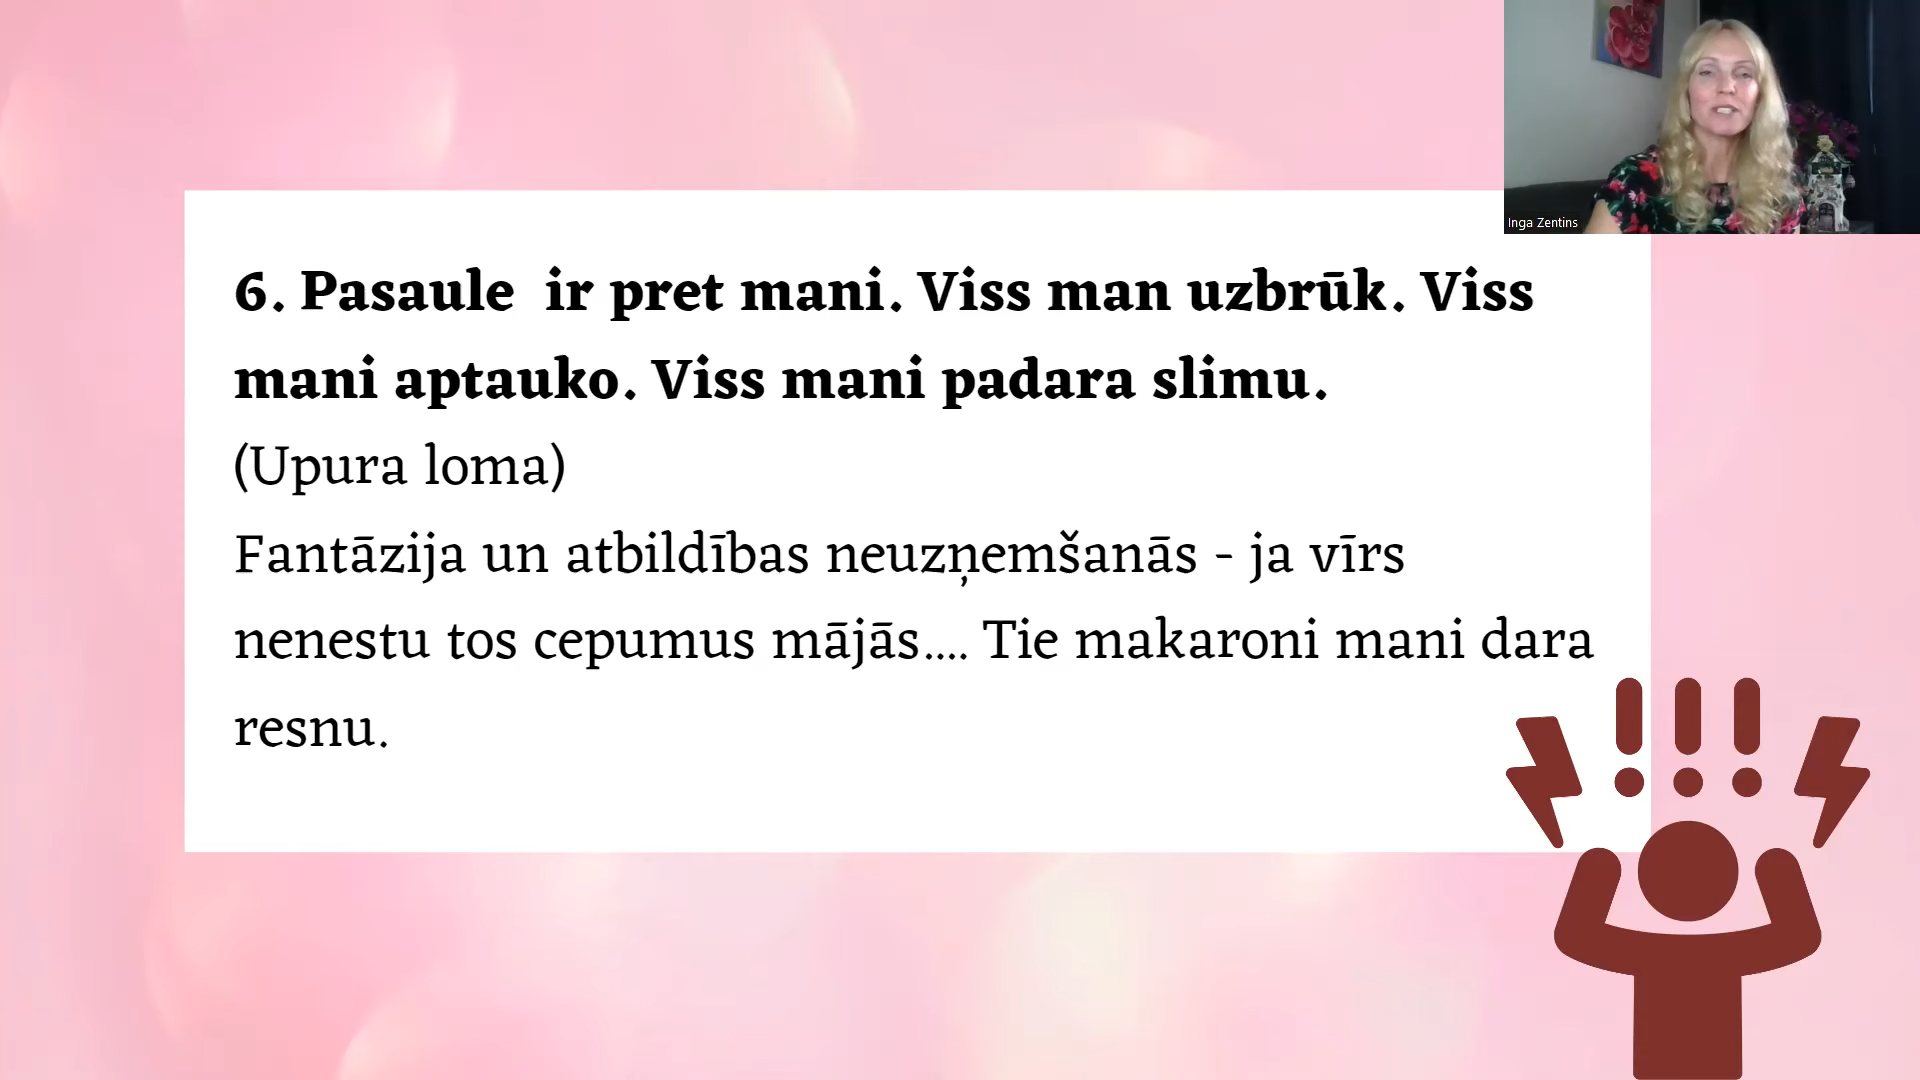 6. Pasaule  ir pret mani. Viss man uzbrūk. Viss
mani aptauko. Viss mani padara slimu.
(Upura loma)
Fantāzija un atbildības neuzņemšanās - ja vīrs
nenestu tos cepumus mājās.... Tie makaroni mani dara
resnu.
Inga Zentins